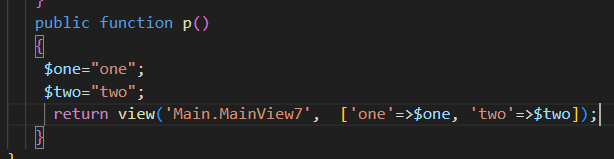 }
public function p()
{
$one="one";
$two="two";
return view('Main.MainView7',  ['one'=>$one, 'two'=>$two]);
}
}